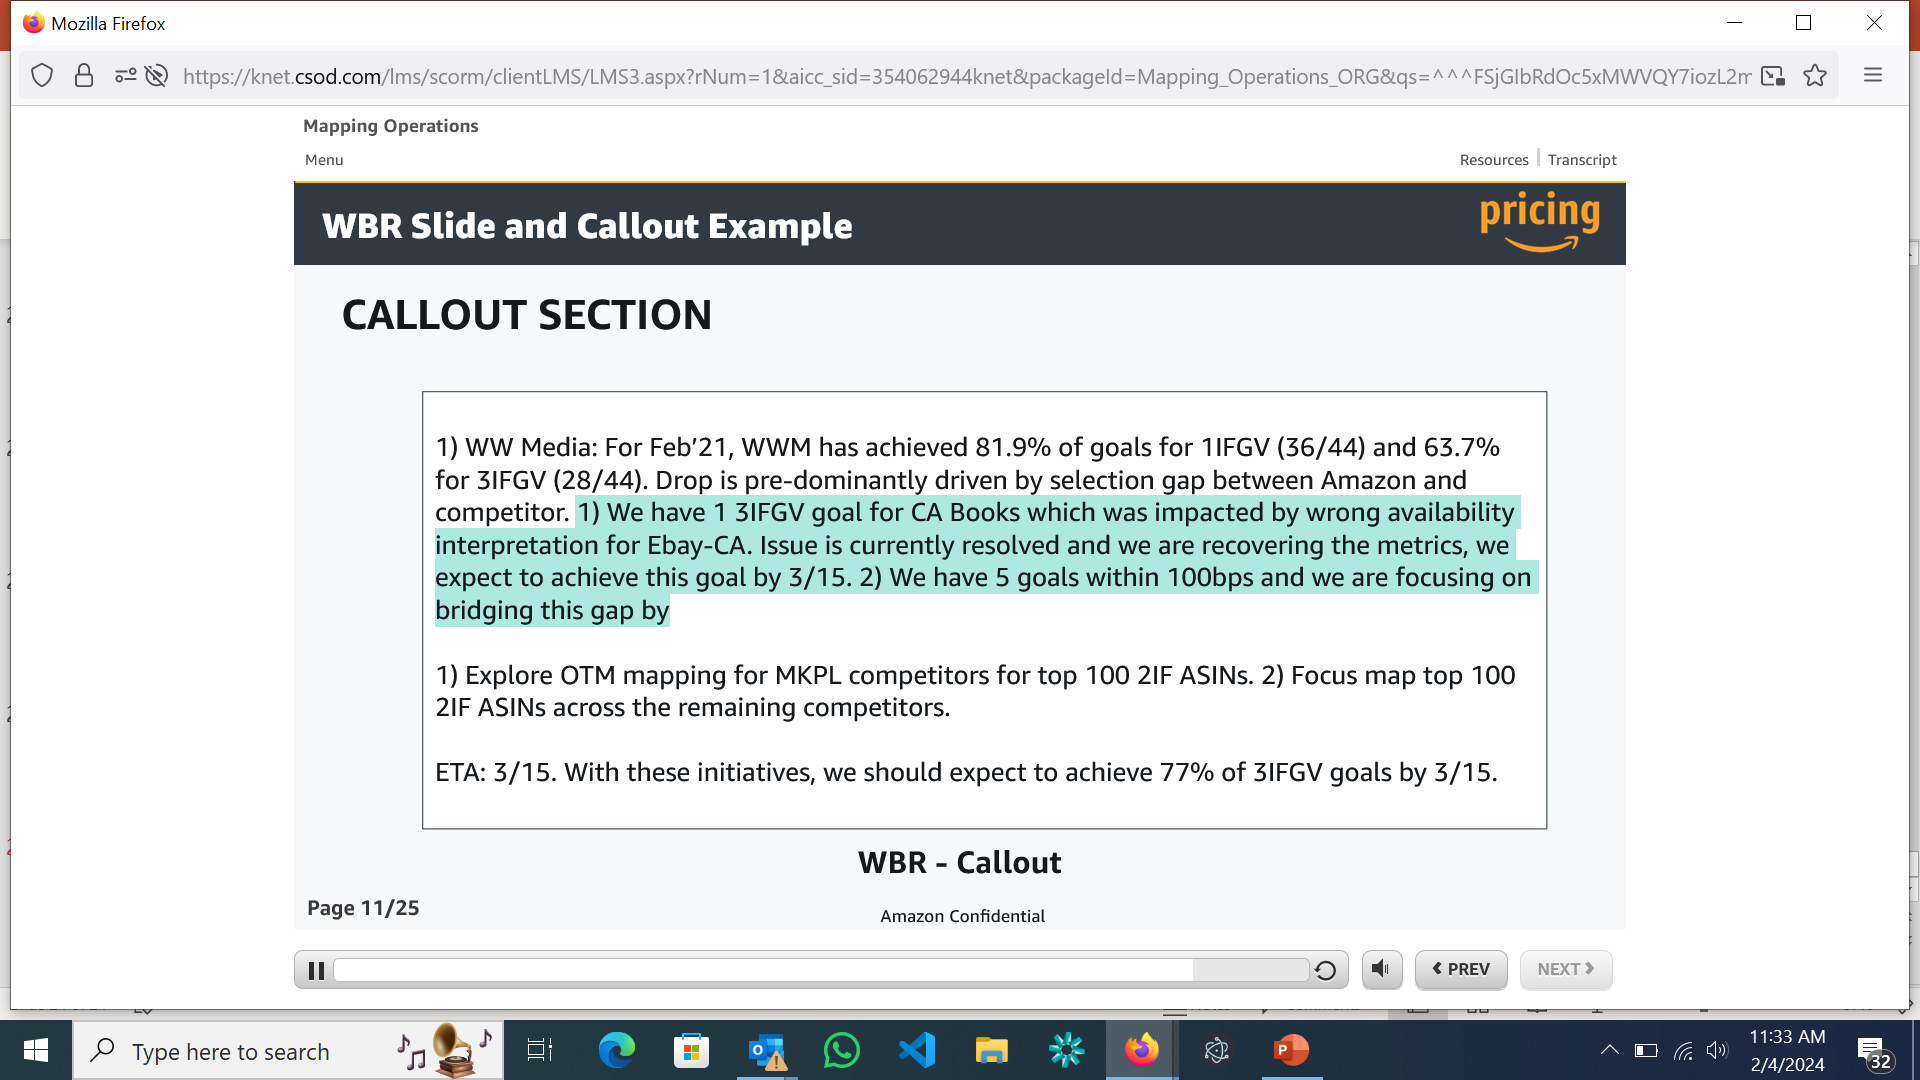 Mozilla Firefox
https://knet.csod.com/lms/scorm/clientLMS/LMS3.aspx?rNum=1&aicc_sid=354062944knet&packageId=Mapping_Operations_ORG&qs=^^^FSjGIbRdOc5xMWVQY7iozL2m
Mapping Operations
Menu
Resources
Transcript
WBR Slide and Callout Example
pricing
CALLOUT SECTION
1) WW Media: For Feb’21, WWM has achieved 81.9% of goals for 1IFGV (36/44) and 63.7%
for 3IFGV (28/44). Drop is pre-dominantly driven by selection gap between Amazon and
competitor. 1) We have 1 3IFGV goal for CA Books which was impacted by wrong availability
interpretation for Ebay-CA. Issue is currently resolved and we are recovering the metrics, we
expect to achieve this goal by 3/15. 2) We have 5 goals within 100bps and we are focusing on
bridging this gap by
1) Explore OTM mapping for MKPL competitors for top 100 2IF ASINs. 2) Focus map top 100
2IF ASINs across the remaining competitors.
ETA: 3/15. With these initiatives, we should expect to achieve 77% of 3IFGV goals by 3/15.
WBR - Callout
Page 11/25
Amazon Confidential
PREV
NEXT
Type here to search
11:33 AM
2/4/2024
32